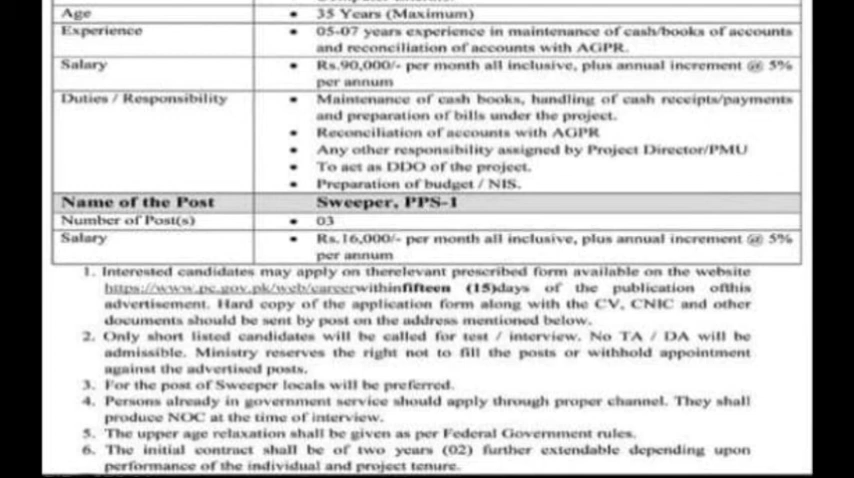 Age • 35 Years (Maximum)
Experience • 05-07 years experience in maintenance of cash/books of accounts
and reconciliation of accounts with AGPR.
Salary • Rs.90,000/- per month all inclusive, plus annual increment @ 5%
per annum
Duties / Responsibility • Maintenance of cash books, handling of cash receipts/payments
and preparation of bills under the project.
• Reconciliation of accounts with AGPR
• Any other responsibility assigned by Project Director/PMU
• To act as DDO of the project.
• Preparation of budget / NIS.
Name of the Post Sweeper, PPS-1
Number of Post(s) • 03
Salary • Rs.16,000/- per month all inclusive, plus annual increment @ 5%
per annum
1. Interested candidates may apply on therelevant prescribed form available on the website
https://www.pc.gov.pk/web/careerwithinfifteen (15)days of the publication ofthis
advertisement. Hard copy of the application form along with the CV, CNIC and other
documents should be sent by post on the address mentioned below.
2. Only short listed candidates will be called for test / interview. No TA / DA will be
admissible. Ministry reserves the right not to fill the posts or withhold appointment
against the advertised posts.
3. For the post of Sweeper locals will be preferred.
4. Persons already in government service should apply through proper channel. They shall
produce NOC at the time of interview.
5. The upper age relaxation shall be given as per Federal Government rules.
6. The initial contract shall be of two years (02) further extendable depending upon
performance of the individual and project tenure.